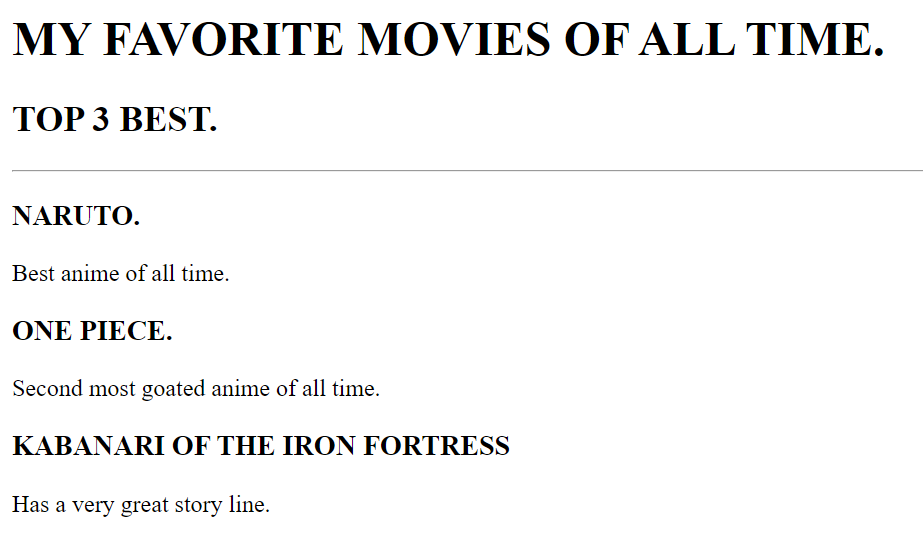 MY FAVORITE MOVIES OF ALL TIME.
TOP 3 BEST.
NARUTO.
Best anime of all time.
ONE PIECE.
Second most goated anime of all time.
KABANARI OF THE IRON FORTRESS
Has a very great story line.